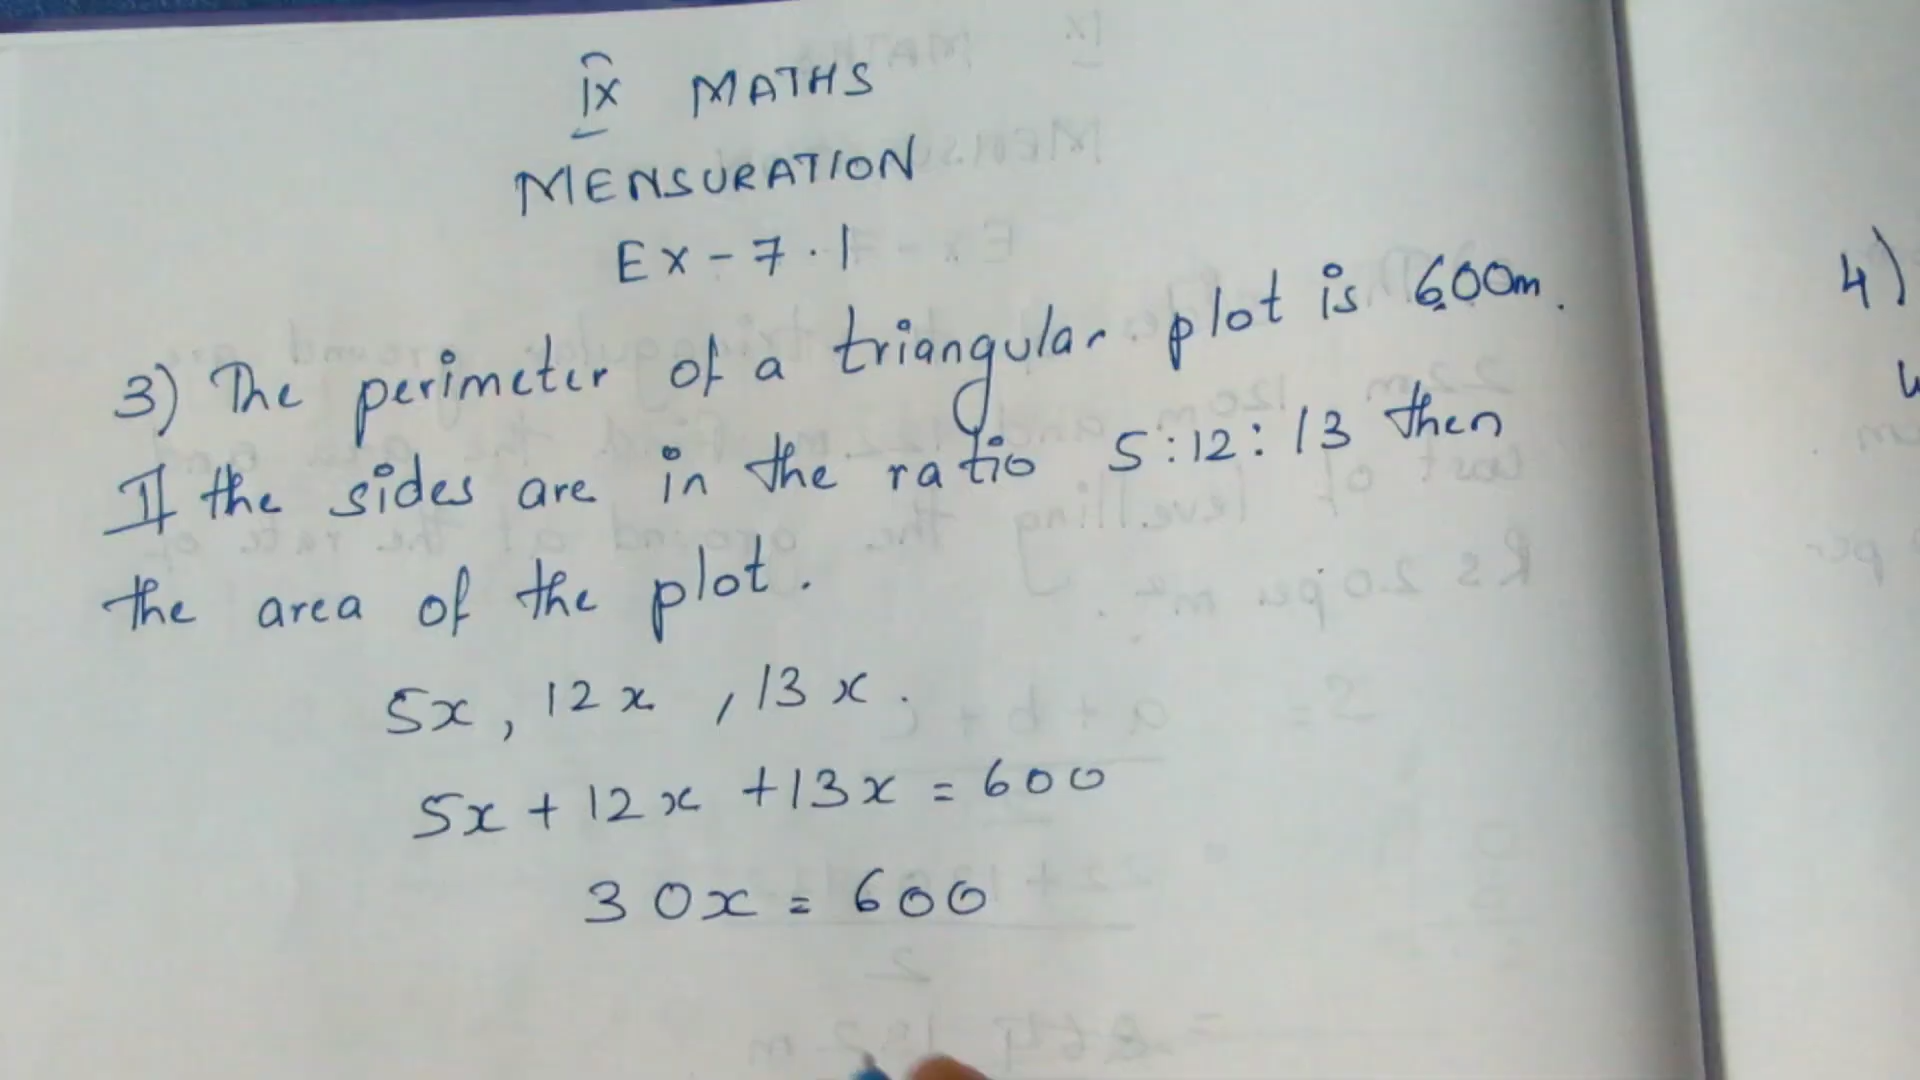 IX MATHS
MENSURATION
Ex-7.1
3) The perimeter of a triangular plot is 600m.
If the sides are in the ratio 5:12:13 then
the area of the plot.
5x, 12x, 13x.
5x + 12x + 13x = 600
30x = 600
4)